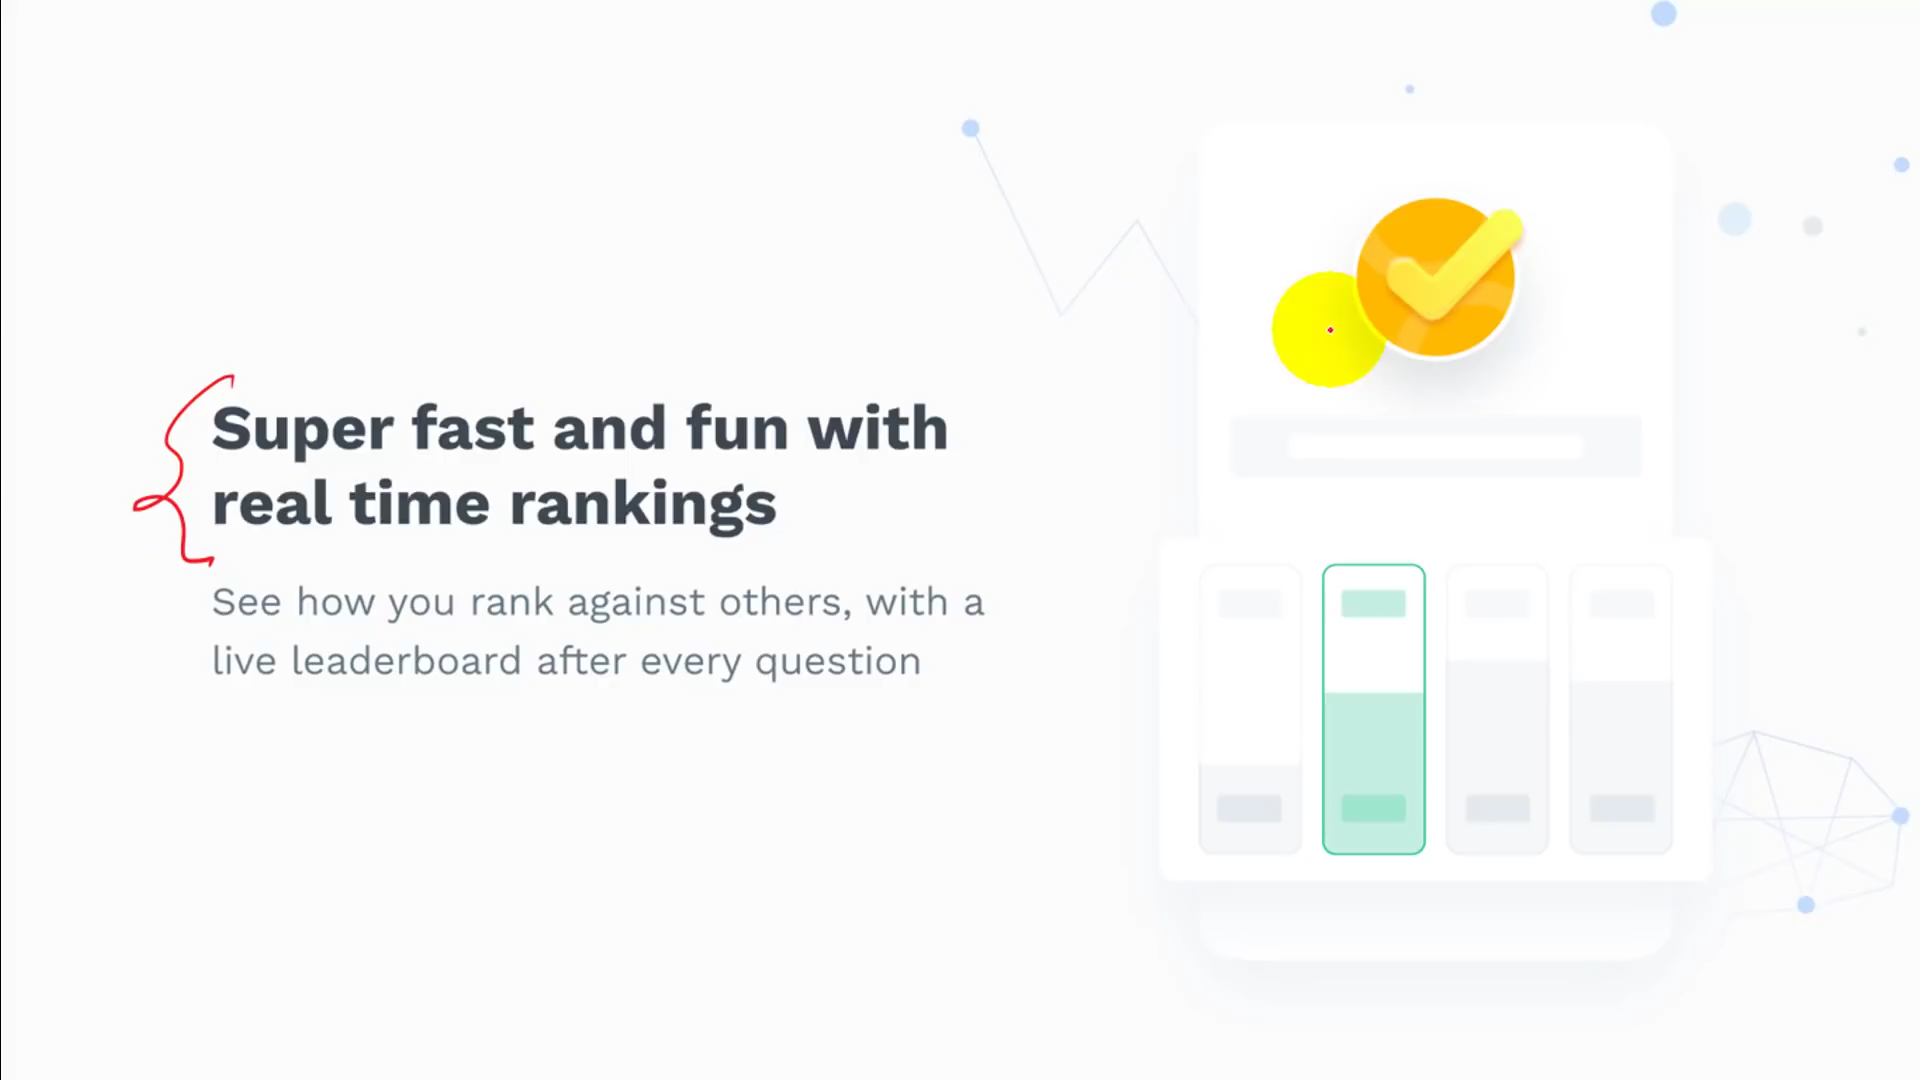 Super fast and fun with
real time rankings
See how you rank against others, with a
live leaderboard after every question